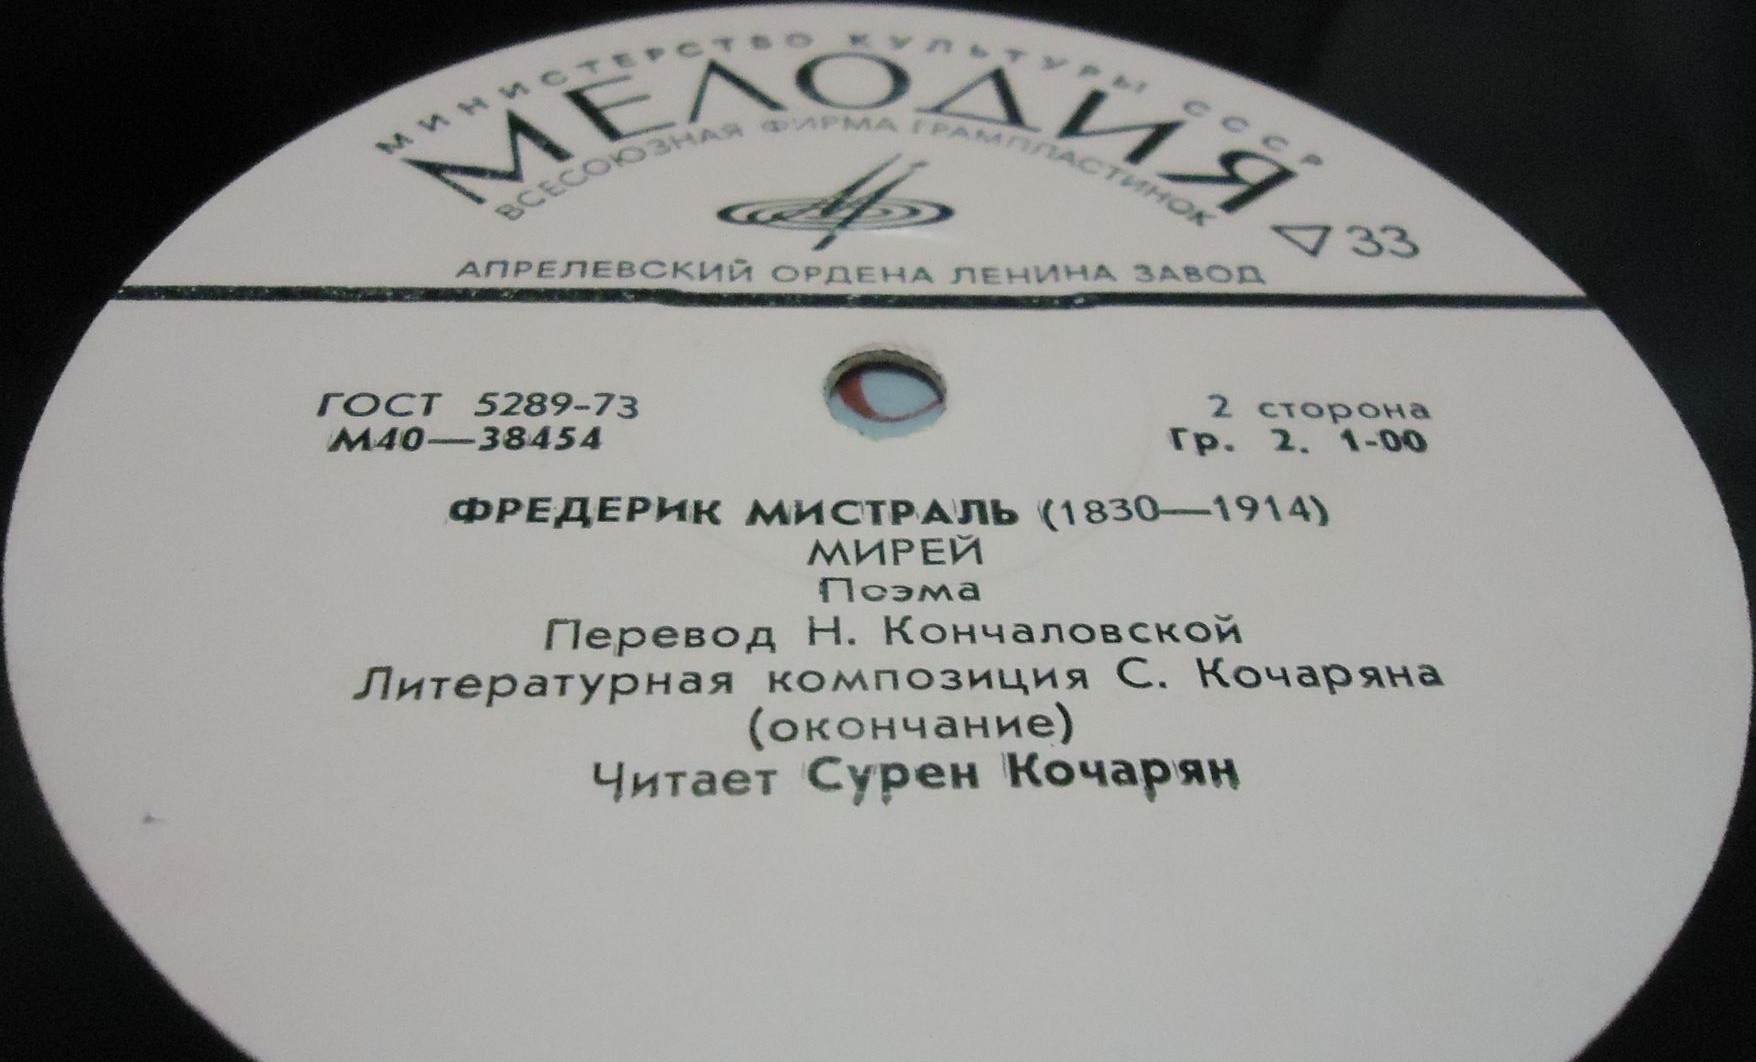 МИНИСТЕРСТВО КУЛЬТУРЫ СССР
МЕЛОДИЯ
ВСЕСОЮЗНАЯ ФИРМА ГРАМПЛАСТИНОК
▽33
АПРЕЛЕВСКИЙ ОРДЕНА ЛЕНИНА ЗАВОД
ГОСТ 5289-73
2 сторона
М40—38454
Гр. 2. 1-00
ФРЕДЕРИК МИСТРАЛЬ (1830—1914)
МИРЕЙ
Поэма
Перевод Н. Кончаловской
Литературная композиция С. Кочаряна
(окончание)
Читает Сурен Кочарян